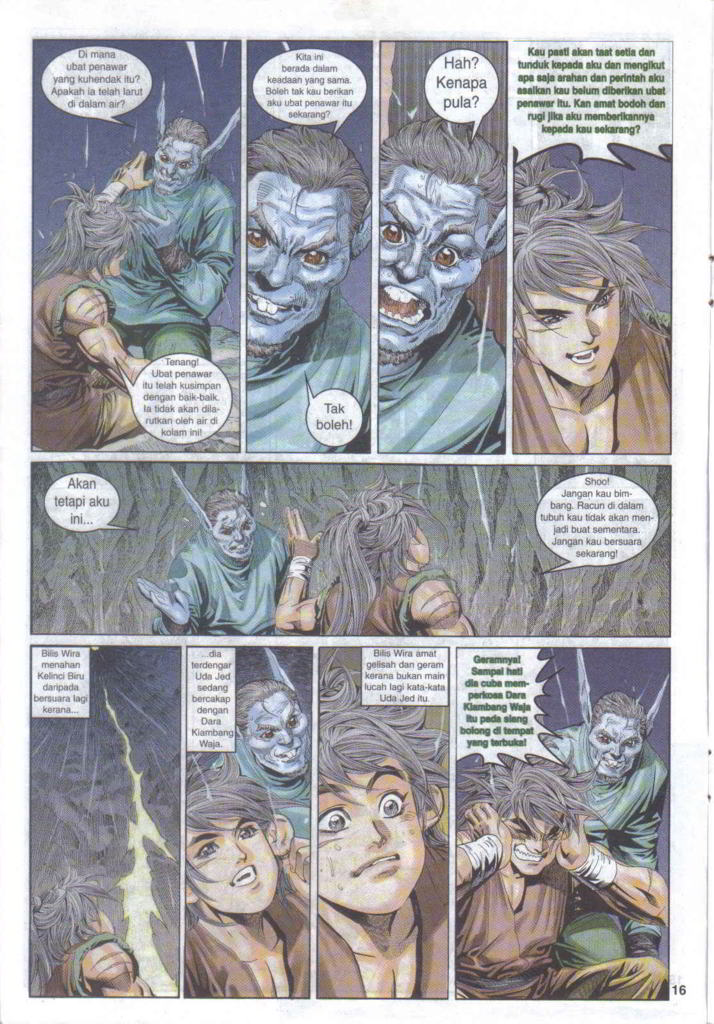 Di mana
ubat penawar
yang kuhendak itu?
Apakah ia telah larut
di dalam air?
Tenang!
Ubat penawar
itu telah kusimpan
dengan baik-baik.
Ia tidak akan dila-
rutkan oleh air di
kolam ini!
Kita ini
berada dalam
keadaan yang sama.
Boleh tak kau berikan
aku ubat penawar itu
sekarang?
Tak
boleh!
Hah?
Kenapa
pula?
Kau pasti akan taat setia dan
tunduk kepada aku dan mengikut
apa saja arahan dan perintah aku
asalkan kau belum diberikan ubat
penawar itu. Kan amat bodoh dan
rugi jika aku memberikannya
kepada kau sekarang?
Akan
tetapi aku
ini...
Shoo!
Jangan kau bim-
bang. Racun di dalam
tubuh kau tidak akan men-
jadi buat sementara.
Jangan kau bersuara
sekarang!
Bilis Wira
menahan
Kelinci Biru
daripada
bersuara lagi
kerana...
...dia
terdengar
Uda Jed
sedang
bercakap
dengan
Dara
Kiambang
Waja.
Bilis Wira amat
gelisah dan geram
kerana bukan main
lucah lagi kata-kata
Uda Jed itu.
Geramnya!
Sampai hati
dia cuba mem-
perkosa Dara
Kiambang Waja
itu pada siang
bolong di tempat
yang terbuka!
16